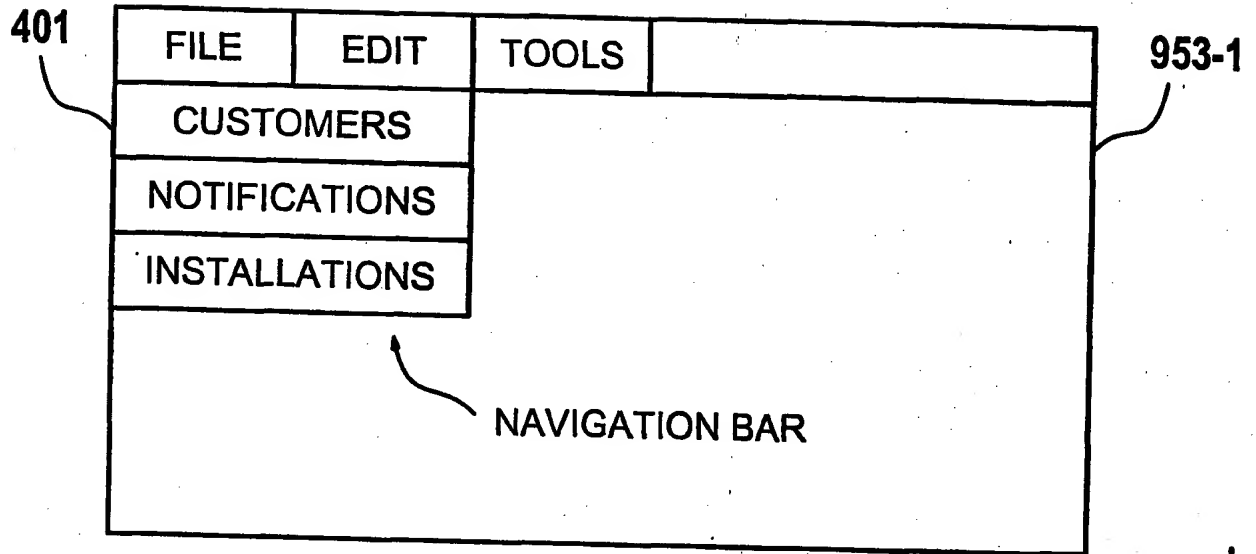 401
953-1
FILE EDIT TOOLS
CUSTOMERS
NOTIFICATIONS
INSTALLATIONS
NAVIGATION BAR